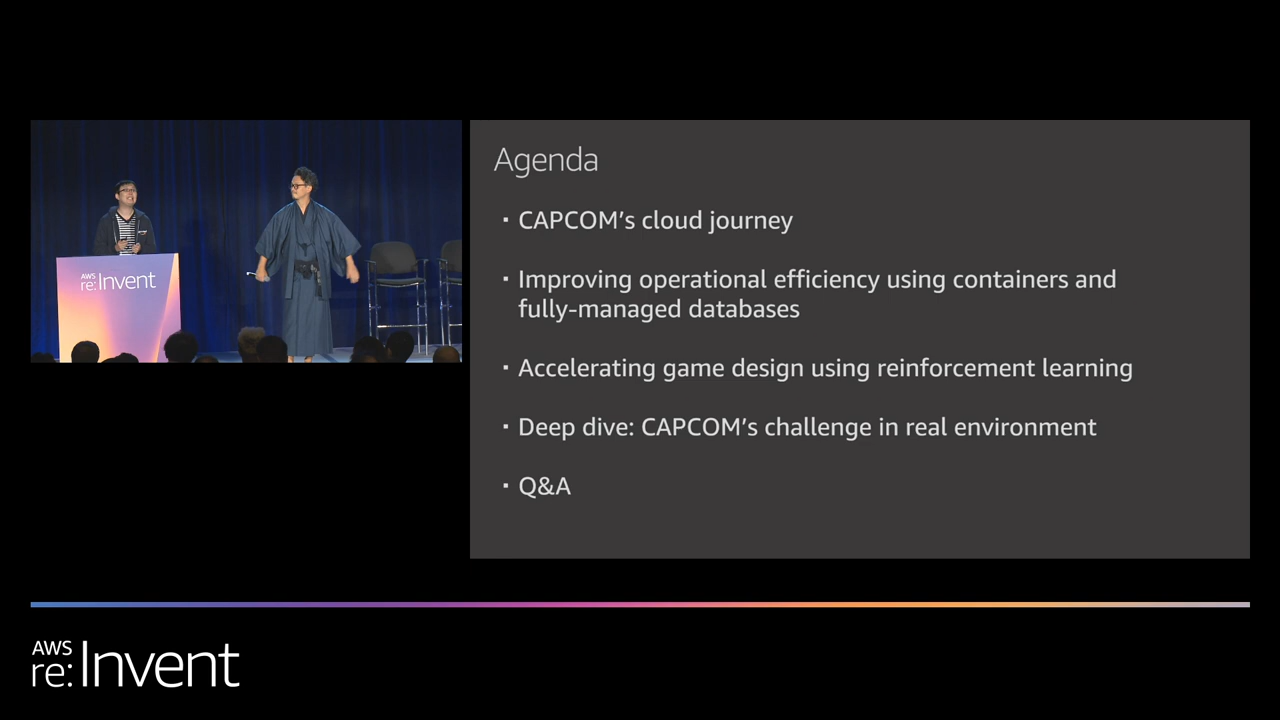 AWS
re:Invent
Agenda
▪ CAPCOM's cloud journey
▪ Improving operational efficiency using containers and
fully-managed databases
▪ Accelerating game design using reinforcement learning
▪ Deep dive: CAPCOM's challenge in real environment
▪ Q&A
AWS
re:Invent